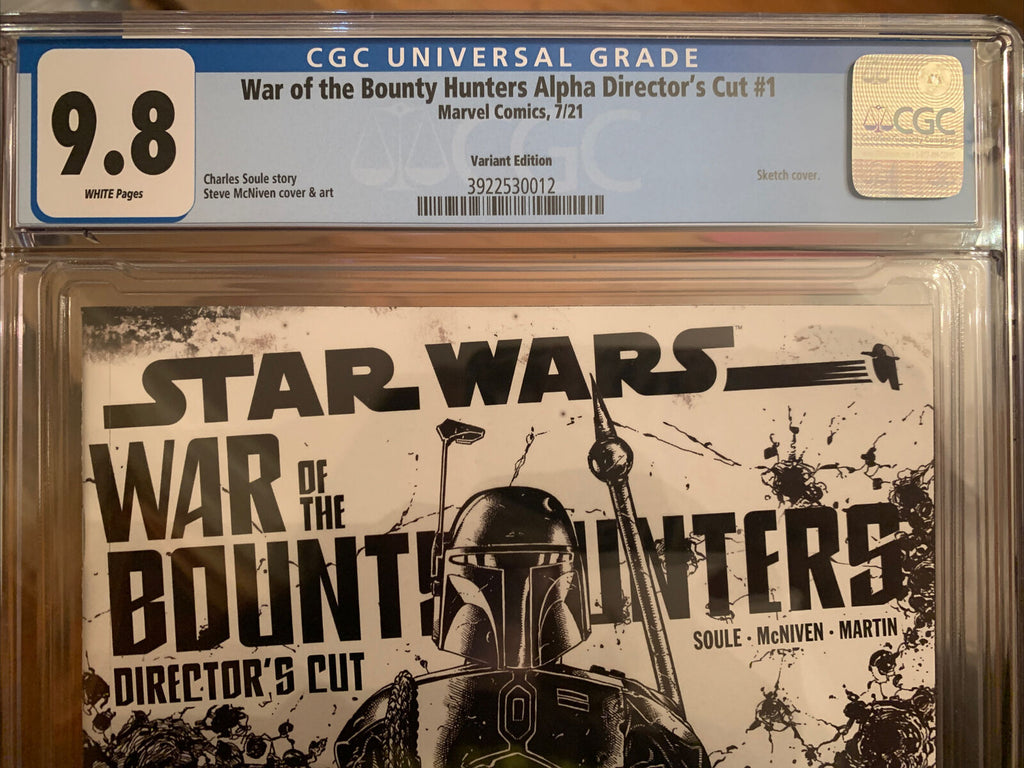 CGC UNIVERSAL GRADE
War of the Bounty Hunters Alpha Director's Cut #1
Marvel Comics, 7/21
9.8
WHITE Pages
Variant Edition
Charles Soule story
Steve McNiven cover & art
3922530012
Sketch cover.
CGC
CGC
STAR WARS™
WAR OF THE
BOUNTY HUNTERS
SOULE · McNIVEN · MARTIN
DIRECTOR'S CUT